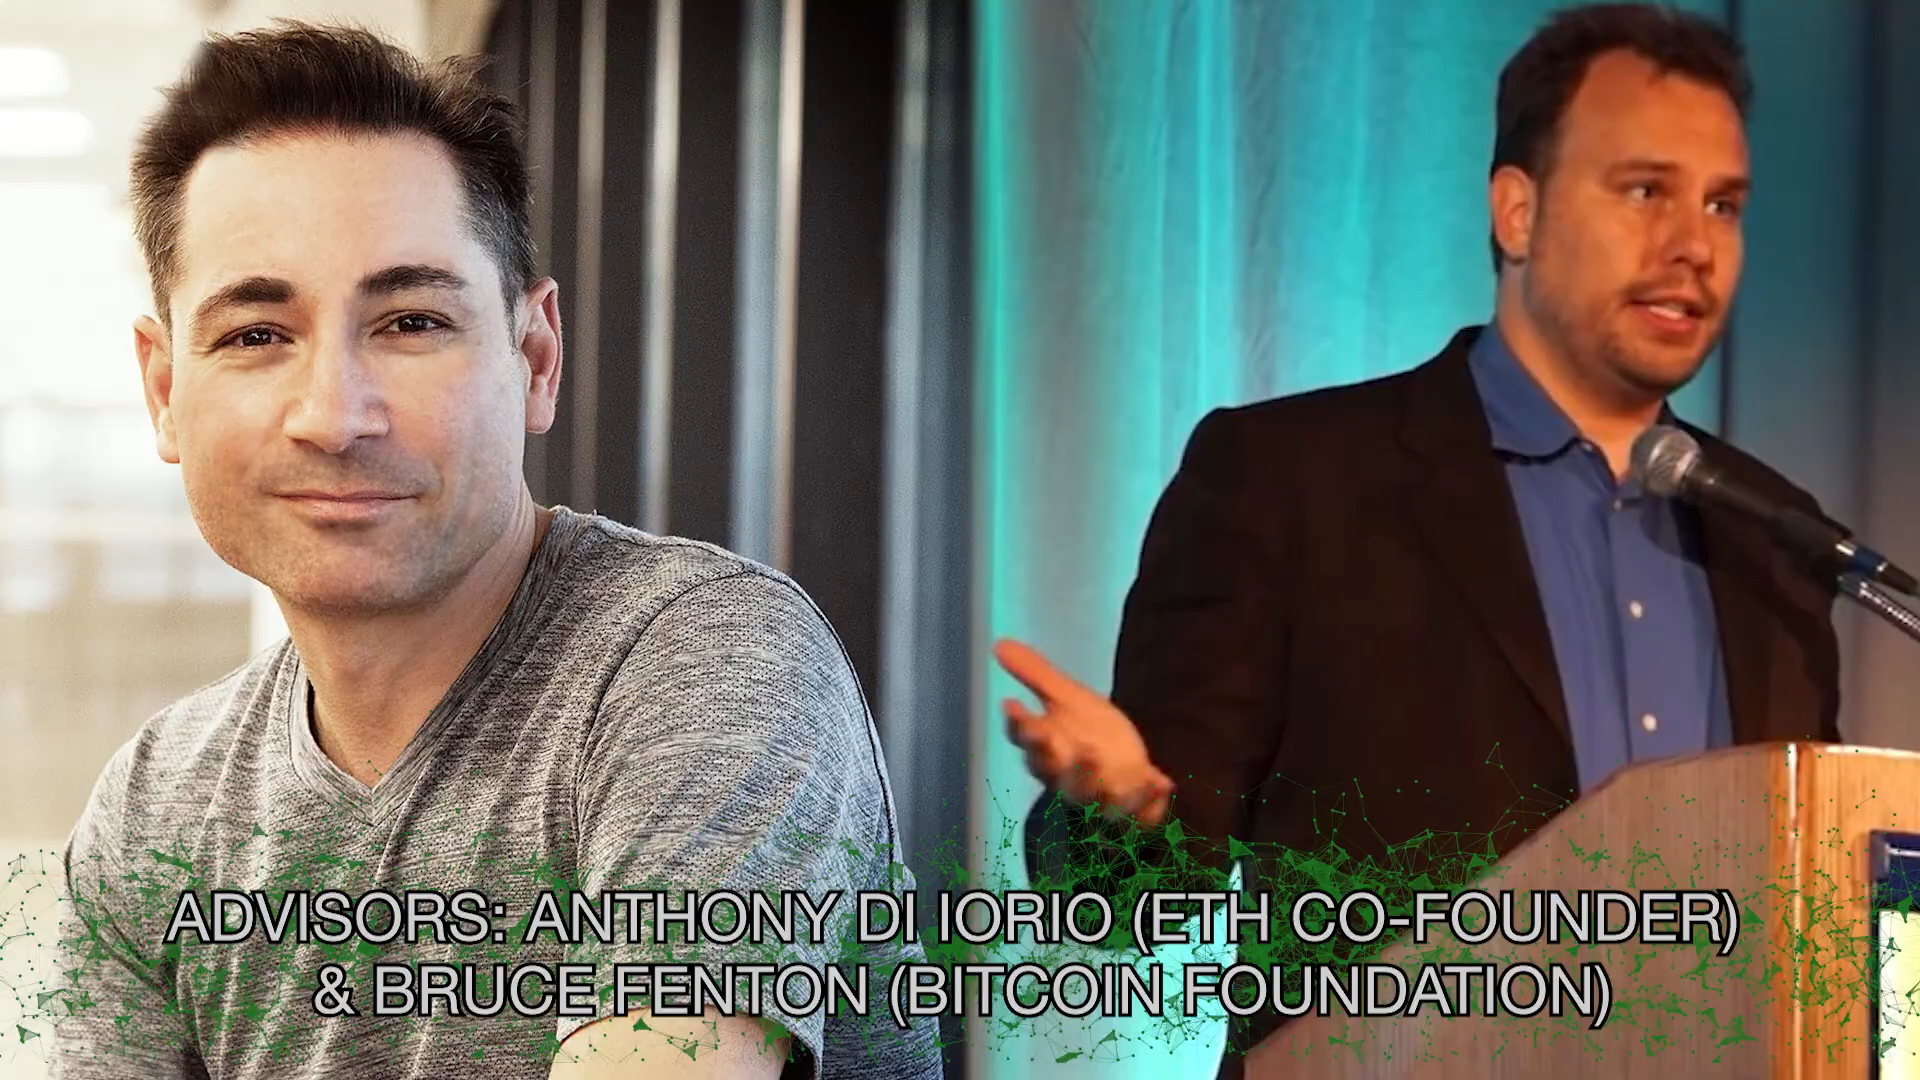 ADVISORS: ANTHONY DI IORIO (ETH CO-FOUNDER)
& BRUCE FENTON (BITCOIN FOUNDATION)